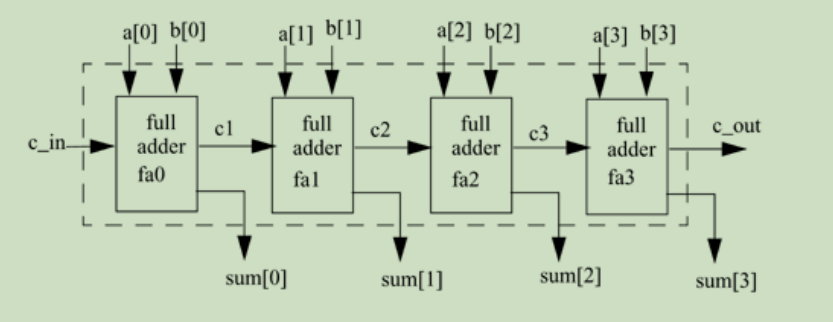 a[0] b[0] a[1] b[1] a[2] b[2] a[3] b[3]
c_in full adder fa0 c1 full adder fa1 c2 full adder fa2 c3 full adder fa3 c_out
sum[0] sum[1] sum[2] sum[3]